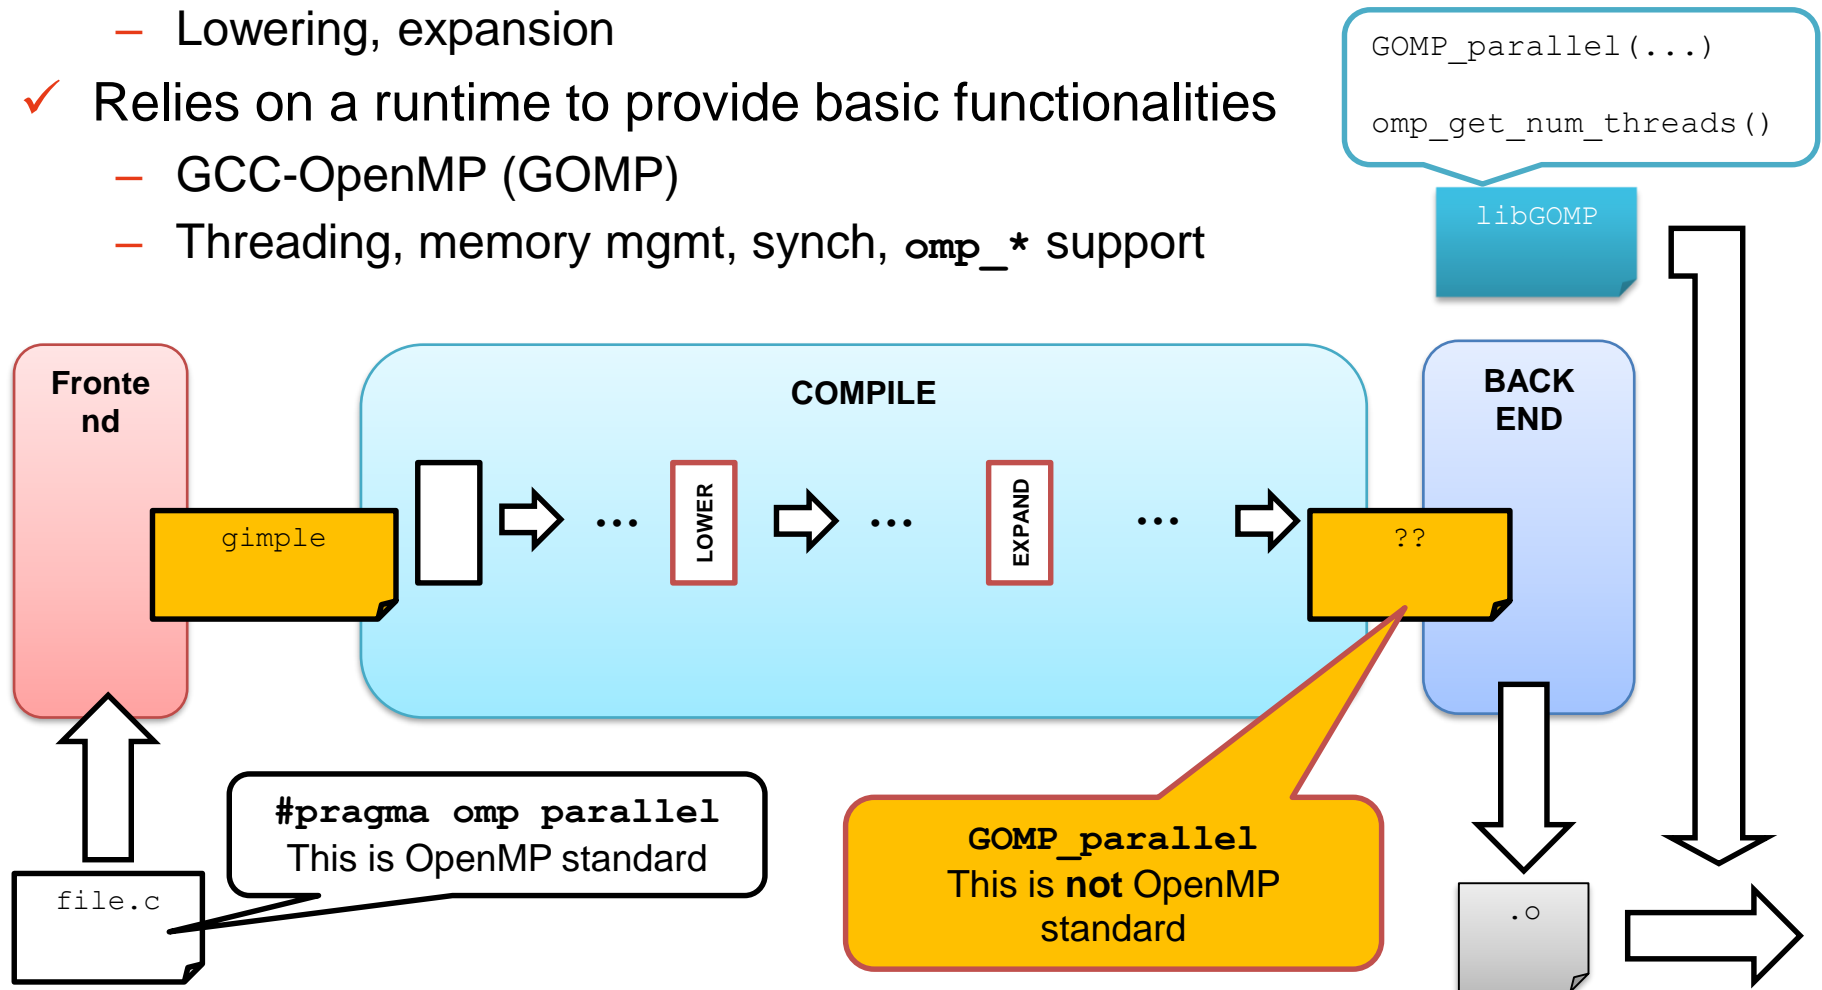 – Lowering, expansion
✓ Relies on a runtime to provide basic functionalities
– GCC-OpenMP (GOMP)
– Threading, memory mgmt, synch, omp_* support
GOMP_parallel(...)
omp_get_num_threads()
libGOMP
Fronte
nd
COMPILE
BACK
END
gimple
...
LOWER
...
EXPAND
...
??
#pragma omp parallel
This is OpenMP standard
file.c
GOMP_parallel
This is not OpenMP
standard
.o